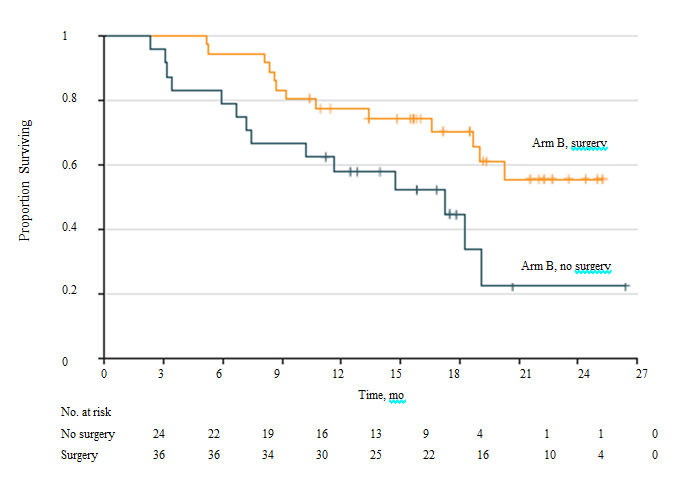 1
0.8
0.6
0.4
0.2
0
Proportion Surviving
Arm B, surgery
Arm B, no surgery
0 3 6 9 12 15 18 21 24 27
Time, mo
No. at risk
No surgery 24 22 19 16 13 9 4 1 1 0
Surgery 36 36 34 30 25 22 16 10 4 0